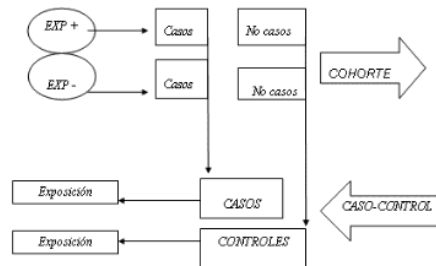 EXP +
Casos
No casos
EXP -
Casos
No casos
COHORTE
Exposición
CASOS
CASO-CONTROL
Exposición
CONTROLES